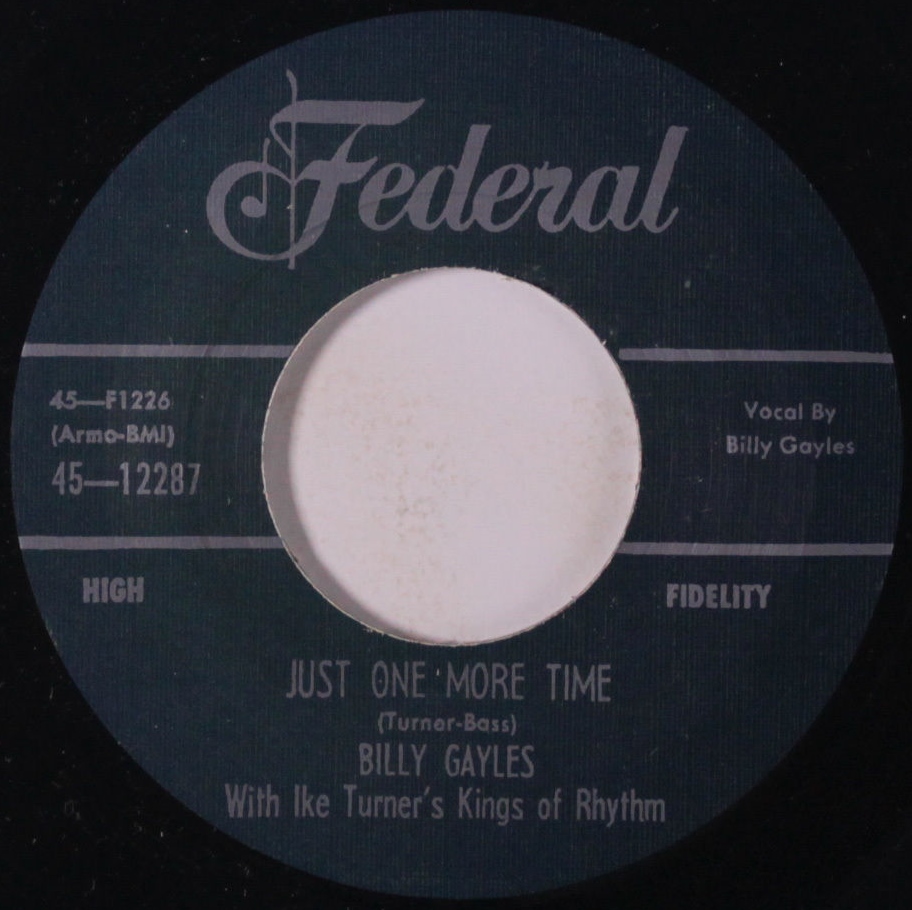 Federal
45—F1226
(Armo-BMI)
45—12287
Vocal By
Billy Gayles
HIGH
FIDELITY
JUST ONE MORE TIME
(Turner-Bass)
BILLY GAYLES
With Ike Turner's Kings of Rhythm